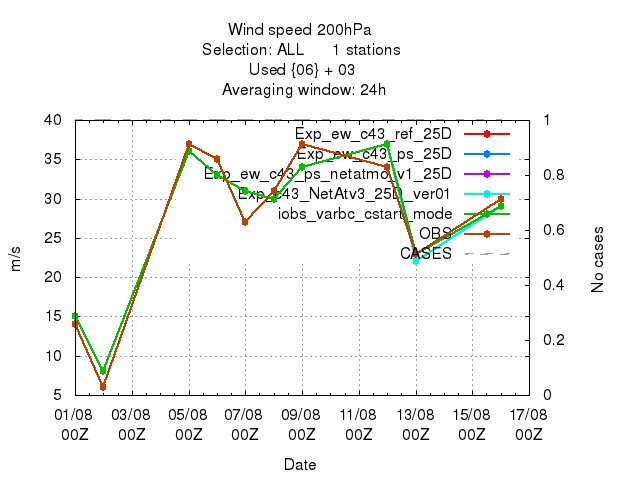 Wind speed 200hPa
Selection: ALL 1 stations
Used {06} + 03
Averaging window: 24h
40 1
Exp_ew_c43_ref_25D
35
Exp_ew_c43_ps_25D
0.8
Exp_ew_c43_ps_netatmo_v1_25D
30
Exp_c43_NetAtv3_25D_ver01
iobs_varbc_cstart_mode
0.6
25
OBS
CASES
20
0.4
15
0.2
10
5 0
m/s
No cases
01/08 03/08 05/08 07/08 09/08 11/08 13/08 15/08 17/08
00Z 00Z 00Z 00Z 00Z 00Z 00Z 00Z 00Z
Date